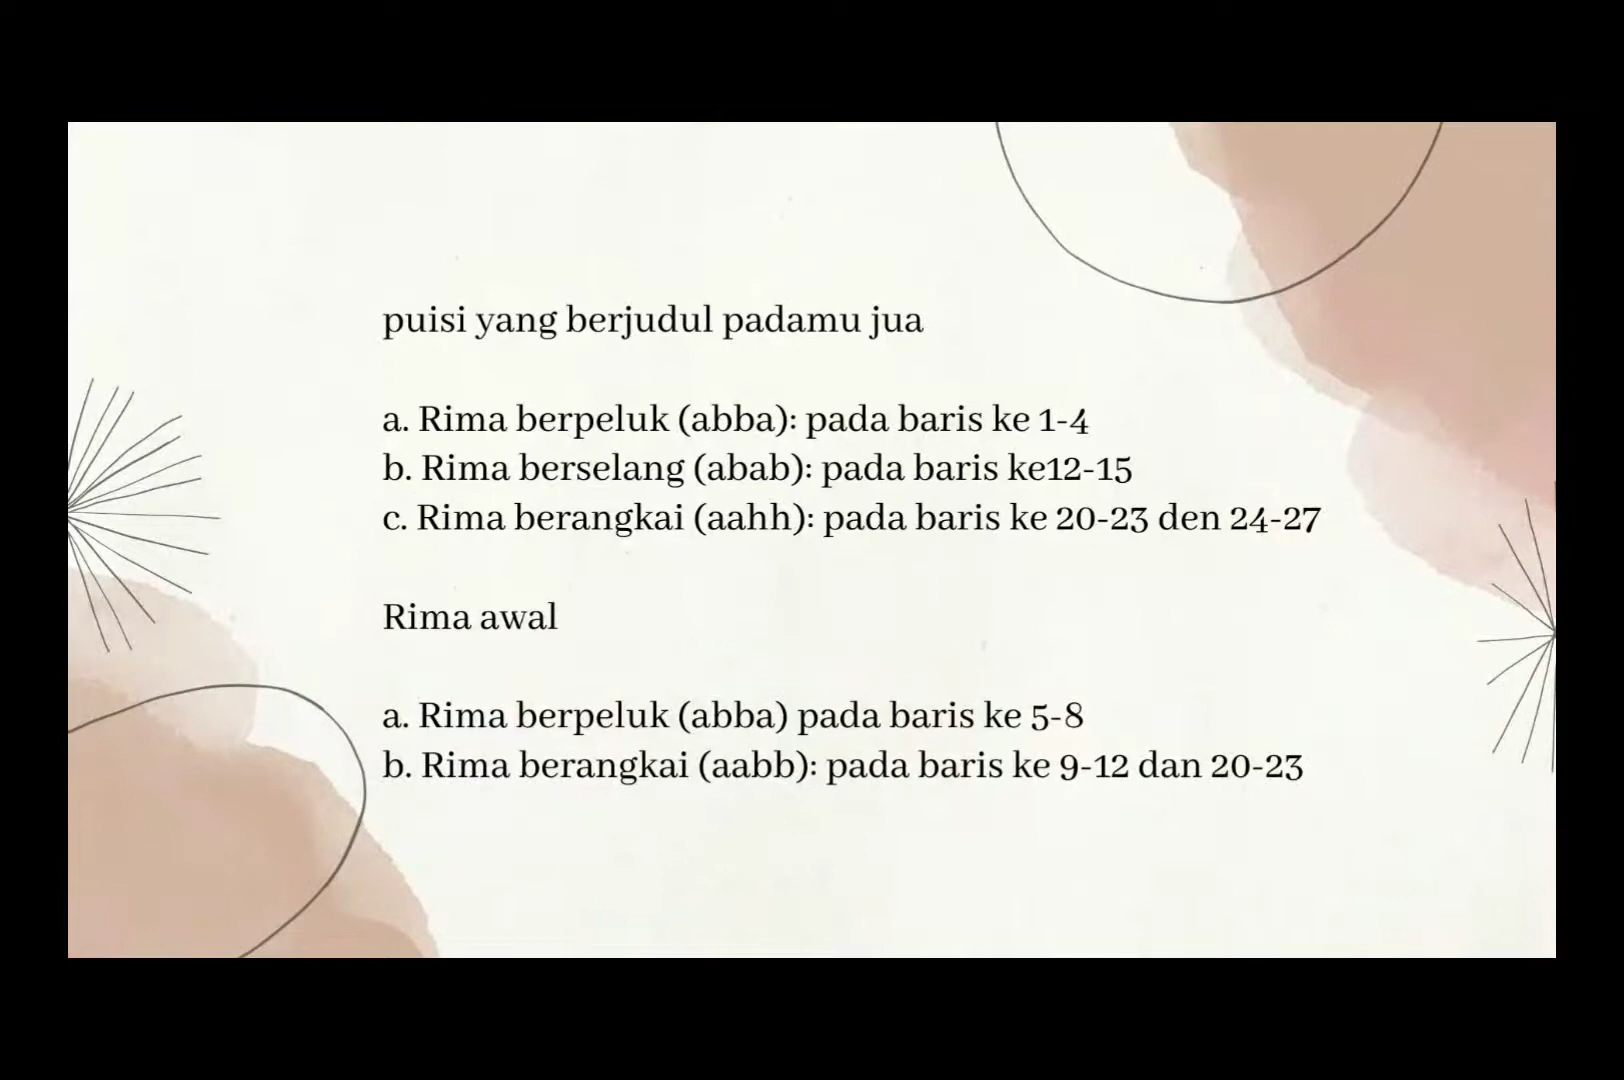 puisi yang berjudul padamu jua
a. Rima berpeluk (abba): pada baris ke 1-4
b. Rima berselang (abab): pada baris ke12-15
c. Rima berangkai (aahh): pada baris ke 20-23 den 24-27
Rima awal
a. Rima berpeluk (abba) pada baris ke 5-8
b. Rima berangkai (aabb): pada baris ke 9-12 dan 20-23